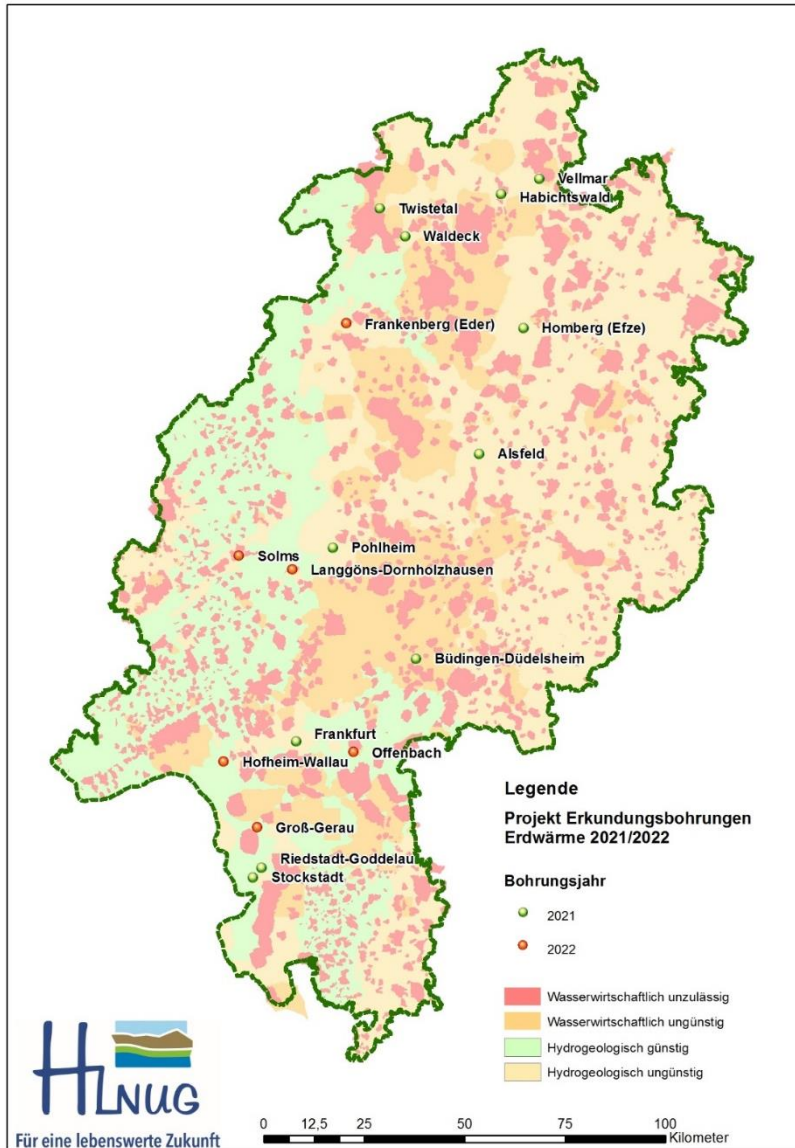 Vellmar
Habichtswald
Twistetal
Waldeck
Frankenberg (Eder)
Homberg (Efze)
Alsfeld
Pohlheim
Solms
Langgöns-Dornholzhausen
Büdingen-Düdelsheim
Frankfurt
Offenbach
Hofheim-Wallau
Groß-Gerau
Riedstadt-Goddelau
Stockstadt
Legende
Projekt Erkundungsbohrungen
Erdwärme 2021/2022
Bohrungsjahr
2021
2022
Wasserwirtschaftlich unzulässig
Wasserwirtschaftlich ungünstig
Hydrogeologisch günstig
Hydrogeologisch ungünstig
HLNUG
Für eine lebenswerte Zukunft
0 12,5 25 50 75 100
Kilometer